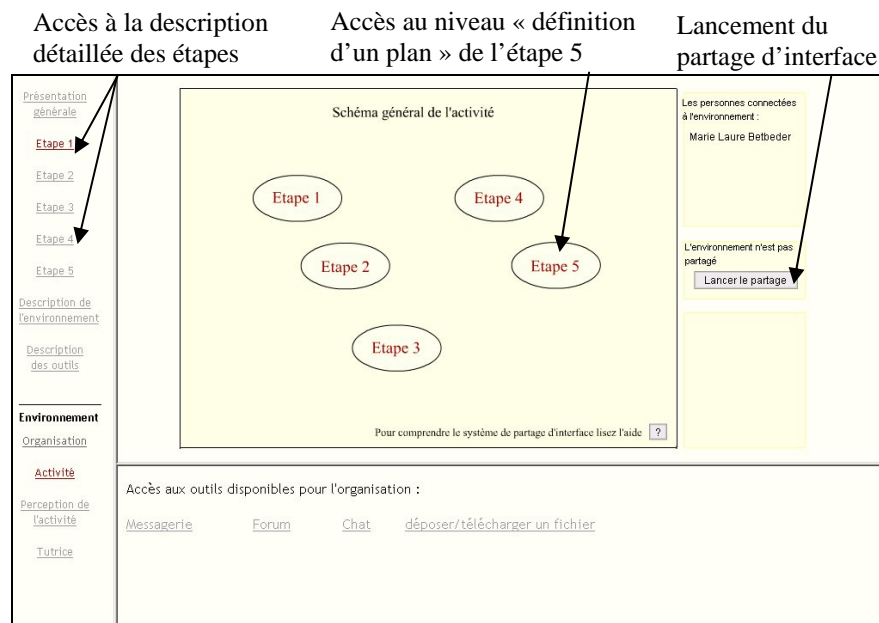 Accès à la description
détaillée des étapes
Accès au niveau « définition
d’un plan » de l’étape 5
Lancement du
partage d’interface
Présentation
générale
Etape 1
Etape 2
Etape 3
Etape 4
Etape 5
Description de
l'environnement
Description
des outils
Environnement
Organisation
Activité
Perception de
l'activité
Tutrice
Schéma général de l'activité
Etape 1
Etape 4
Etape 2
Etape 5
Etape 3
Pour comprendre le système de partage d'interface lisez l'aide ?
Les personnes connectées
à l'environnement :
Marie Laure Betbeder
L'environnement n'est pas
partagé
Lancer le partage
Accès aux outils disponibles pour l'organisation :
Messagerie Forum Chat déposer/télécharger un fichier